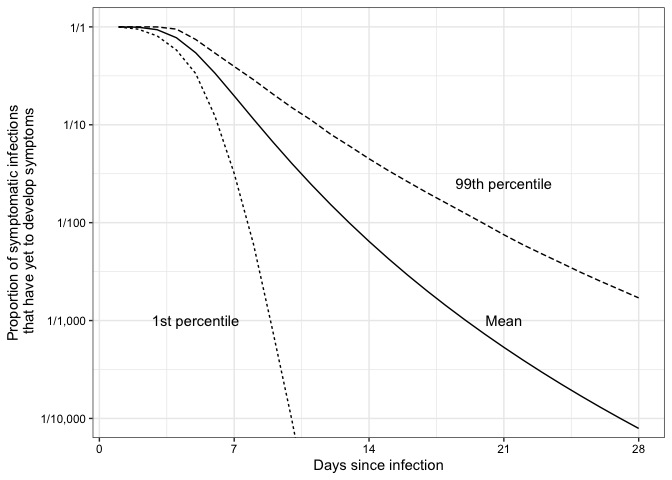 Proportion of symptomatic infections
that have yet to develop symptoms
1/1
1/10
1/100
1/1,000
1/10,000
99th percentile
1st percentile
Mean
0
7
14
21
28
Days since infection